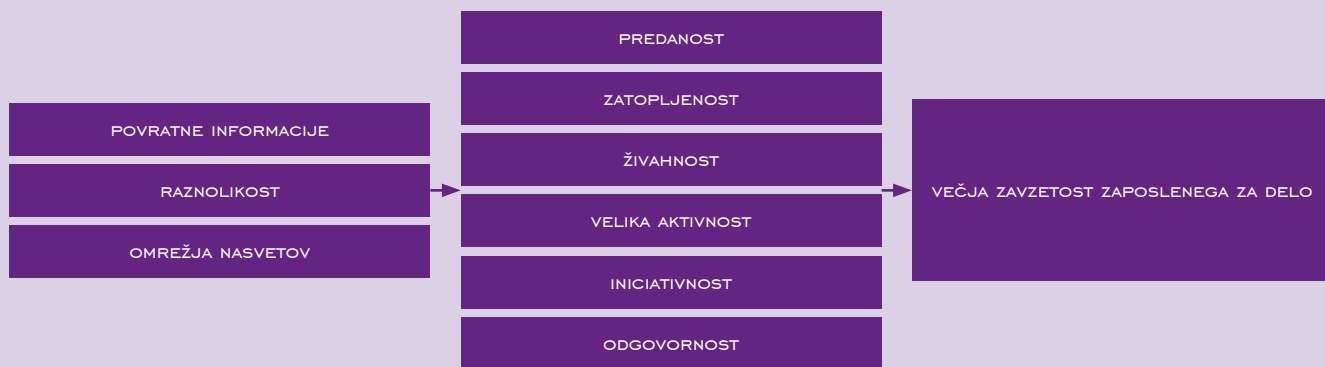 POVRATNE INFORMACIJE
RAZNOLIKOST
OMREŽJA NASVETOV
PREDANOST
ZATOPLJENOST
ŽIVAHNOST
VELIKA AKTIVNOST
INICIATIVNOST
ODGOVORNOST
VEČJA ZAVZETOST ZAPOSLENEGA ZA DELO